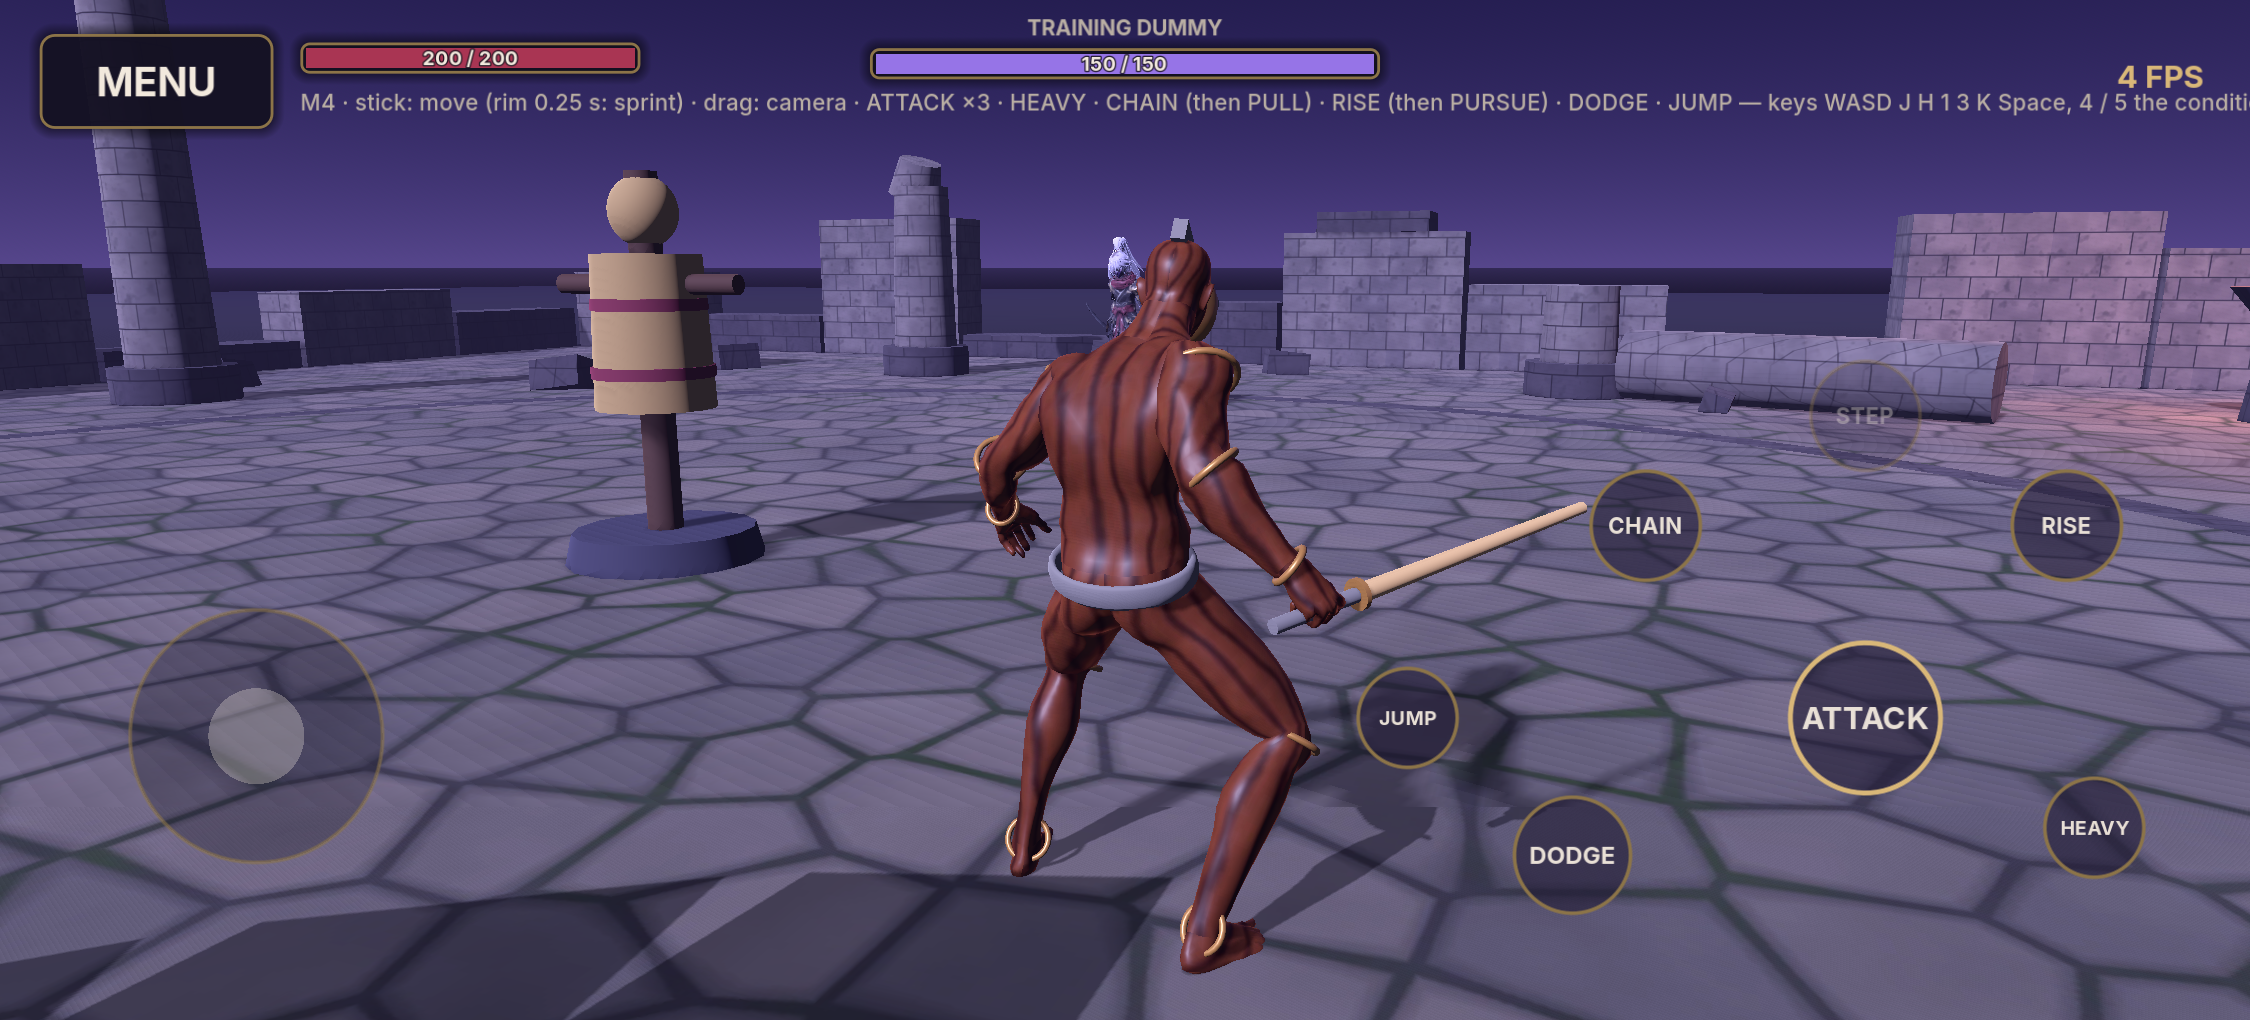 TRAINING DUMMY
MENU
200 / 200
150 / 150
4 FPS
M4 · stick: move (rim 0.25 s: sprint) · drag: camera · ATTACK ×3 · HEAVY · CHAIN (then PULL) · RISE (then PURSUE) · DODGE · JUMP — keys WASD J H 1 3 K Space, 4 / 5 the conditi
STEP
CHAIN
RISE
JUMP
ATTACK
HEAVY
DODGE